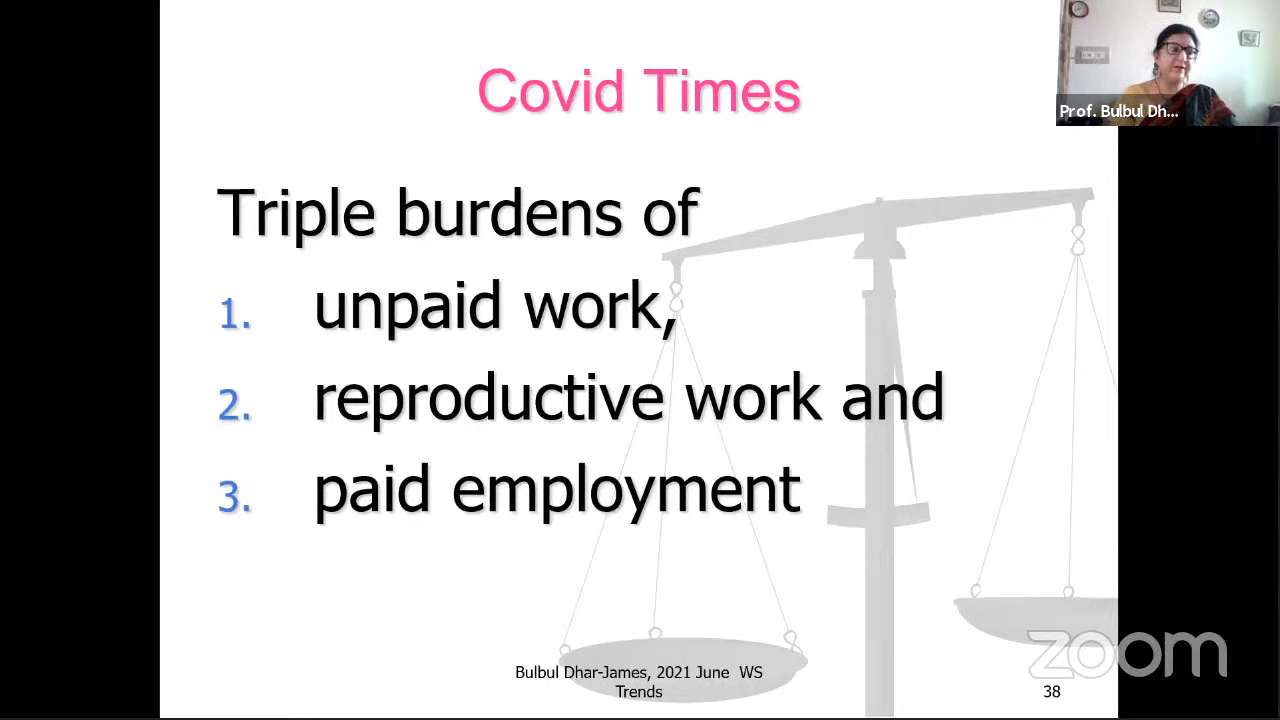 Covid Times
Prof. Bulbul Dh...
Triple burdens of
1. unpaid work,
2. reproductive work and
3. paid employment
Bulbul Dhar-James, 2021 June WS
Trends
38
zoom